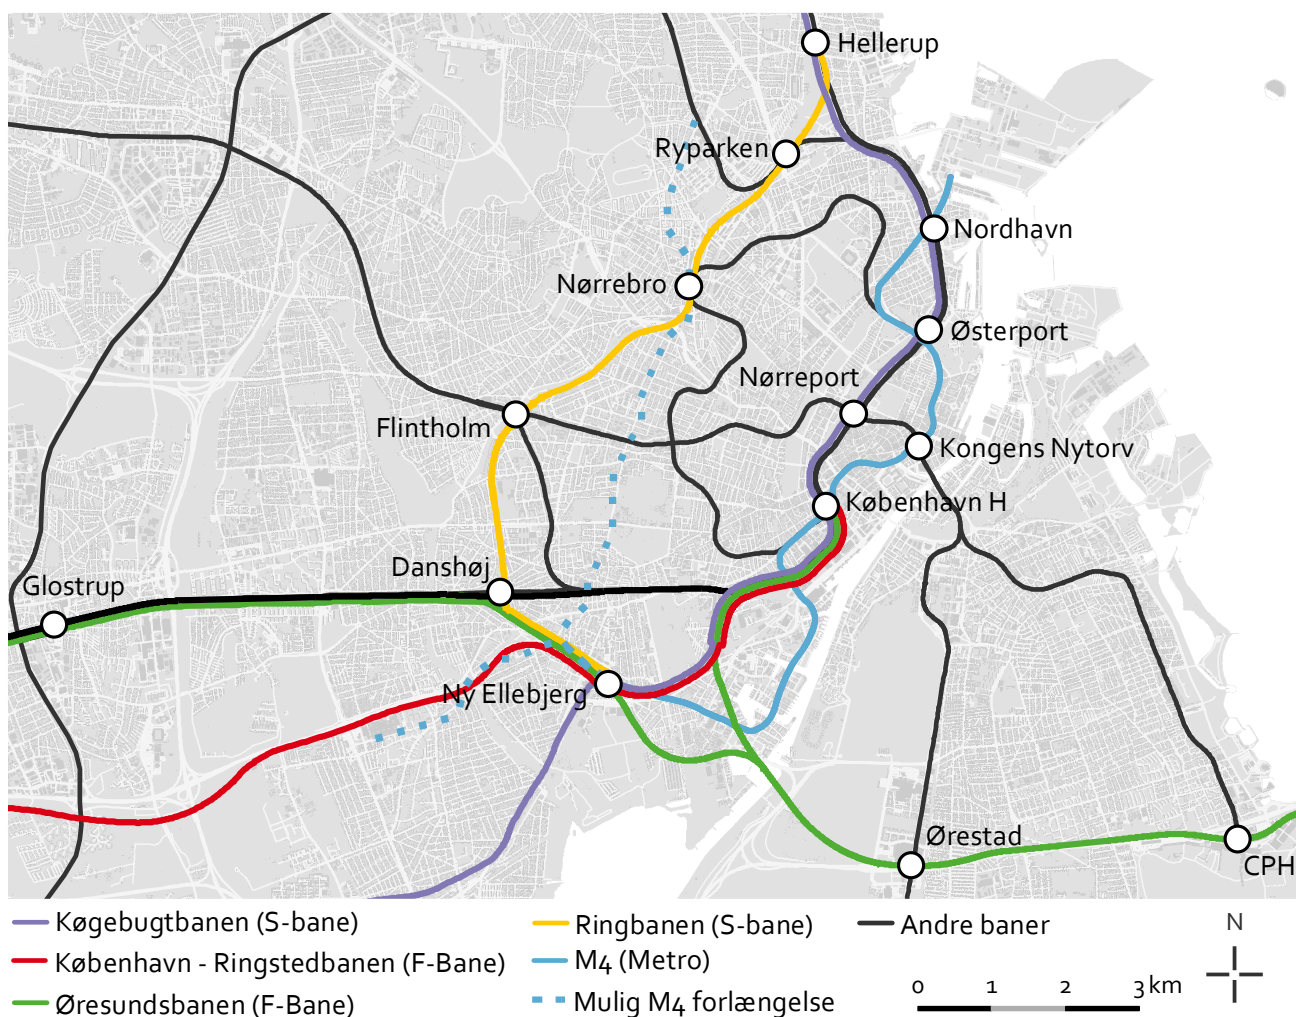 Hellerup
Ryparken
Nordhavn
Nørrebro
Østerport
Nørreport
Flintholm
Kongens Nytorv
København H
Danshøj
Glostrup
Ny Ellebjerg
Ørestad
CPH
Køgebugtbanen (S-bane)
København - Ringstedbanen (F-Bane)
Øresundsbanen (F-Bane)
Ringbanen (S-bane)
M4 (Metro)
Mulig M4 forlængelse
Andre baner
0 1 2 3 km
N